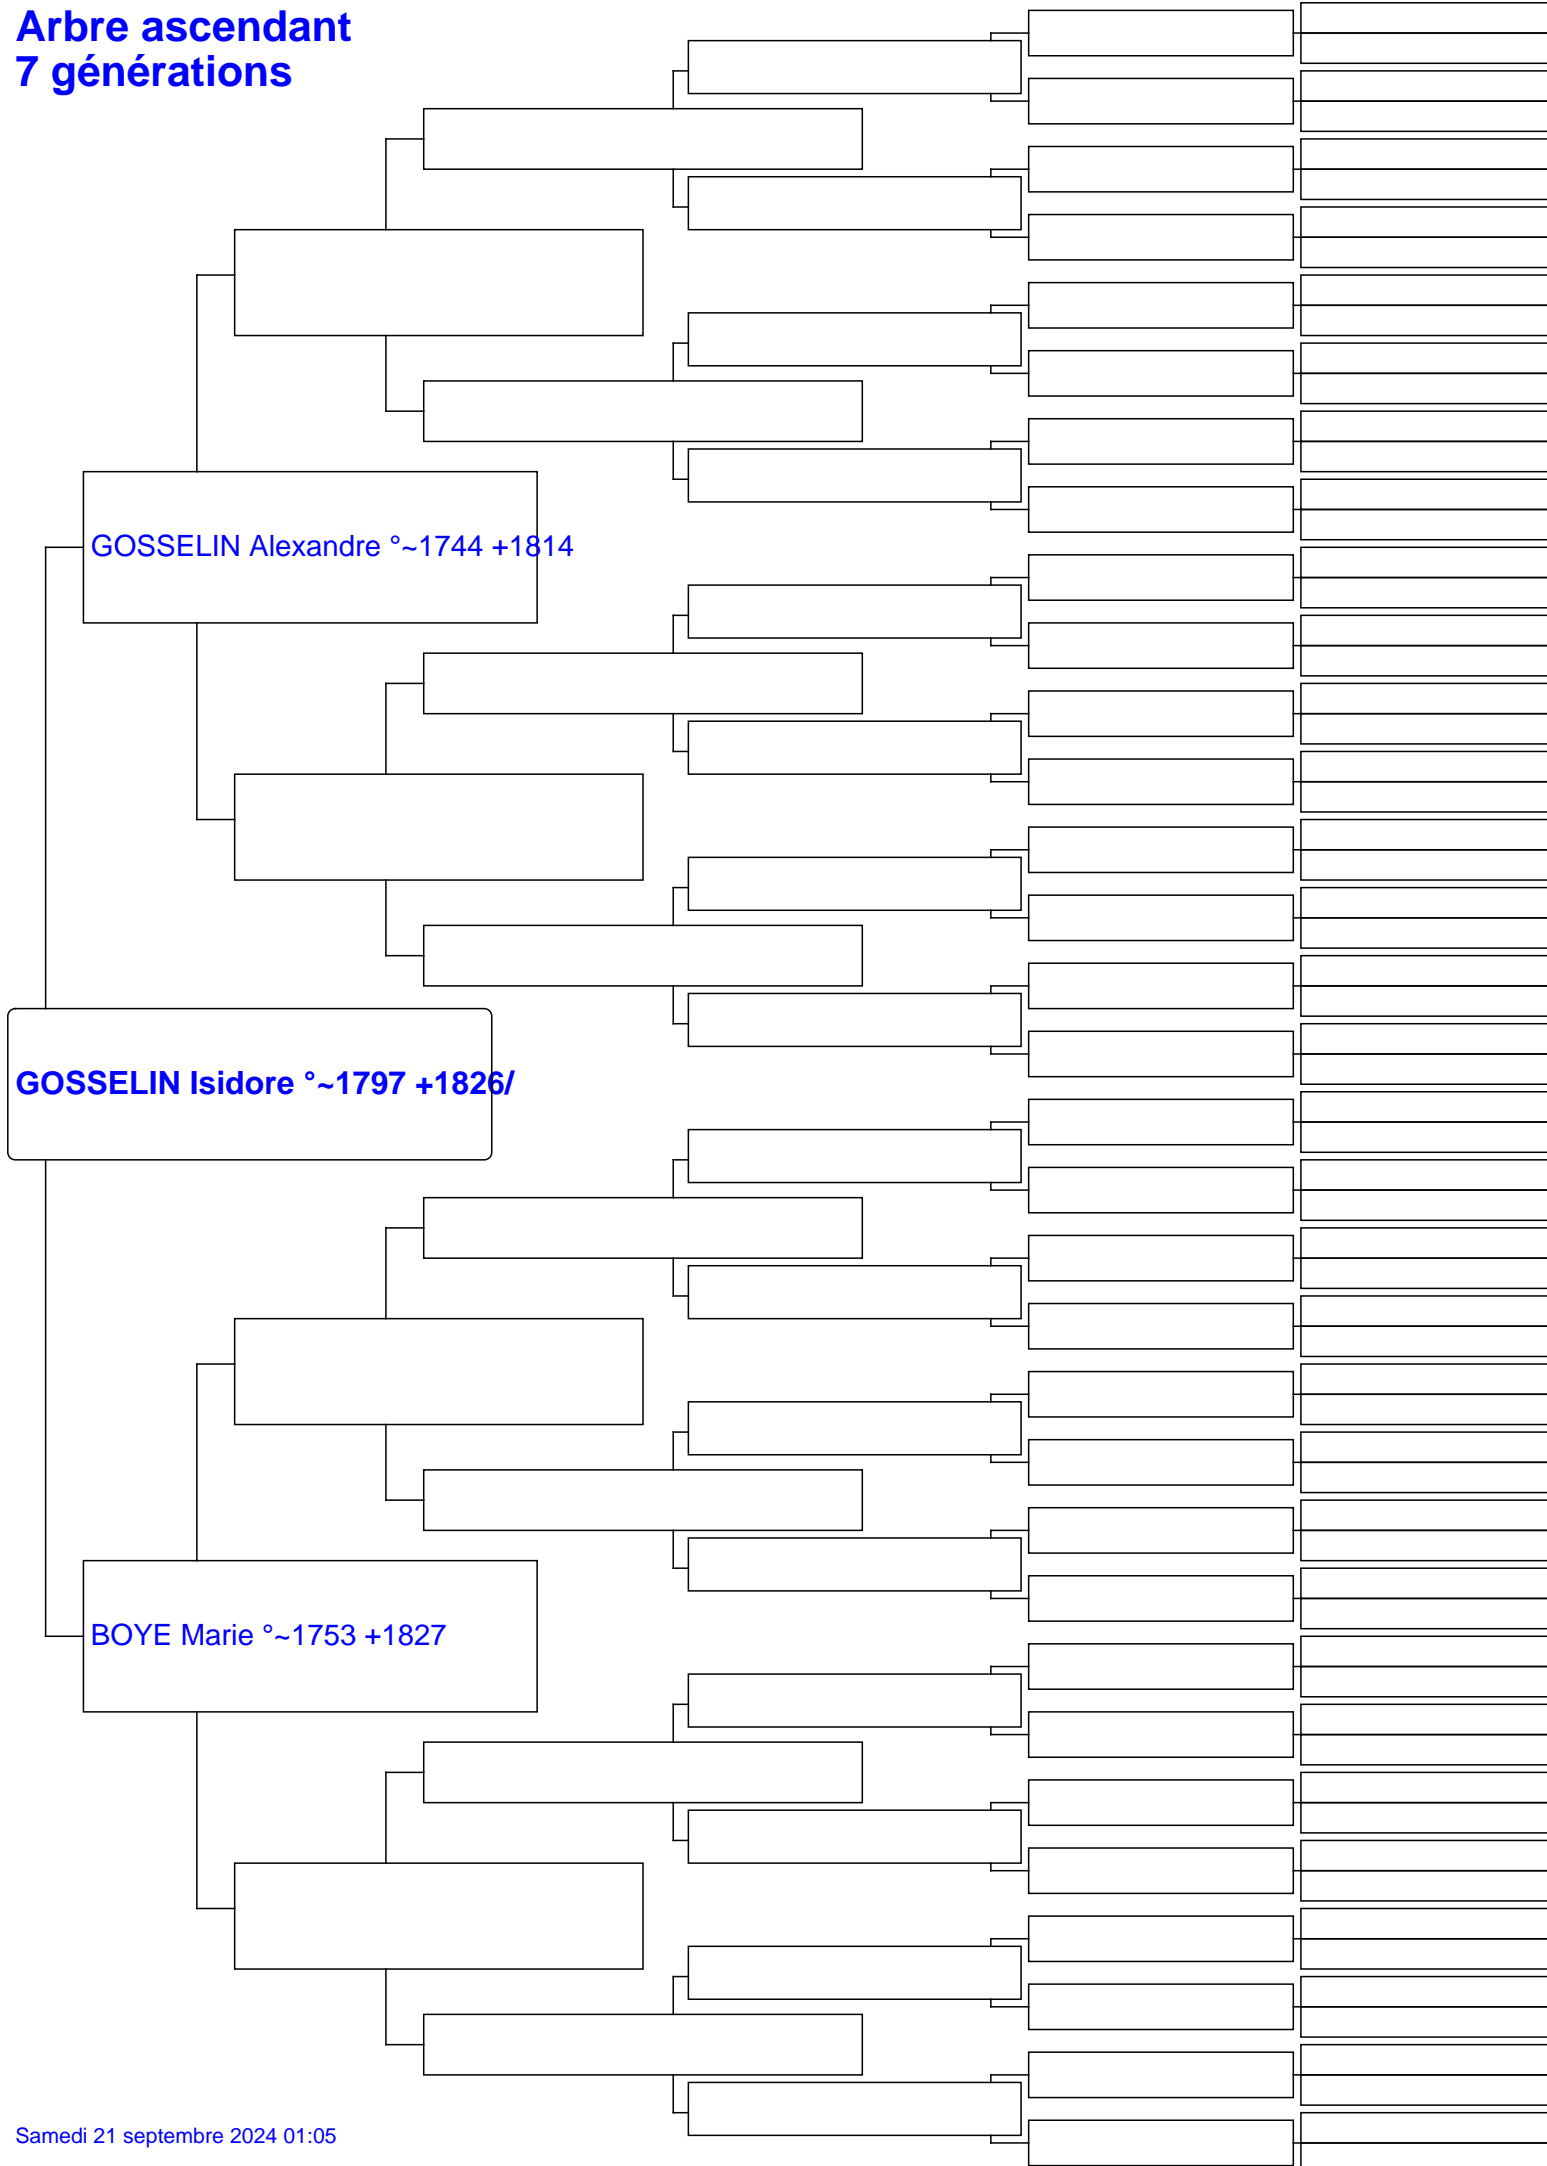 Arbre ascendant
7 générations
GOSSELIN Alexandre °~1744 +1814
GOSSELIN Isidore °~1797 +1826/
BOYE Marie °~1753 +1827
Samedi 21 septembre 2024 01:05